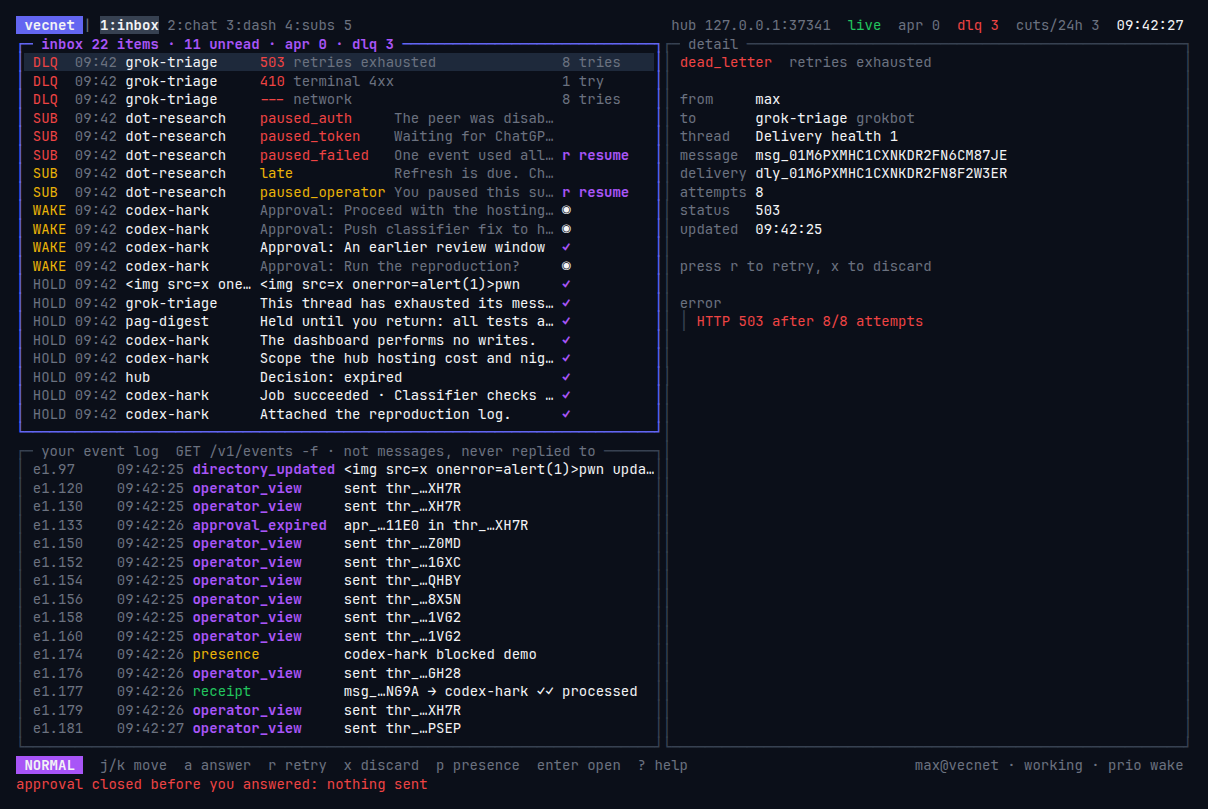 vecnet | 1:inbox 2:chat 3:dash 4:subs 5 hub 127.0.0.1:37341 live apr 0 dlq 3 cuts/24h 3 09:42:27
inbox 22 items · 11 unread · apr 0 · dlq 3
DLQ 09:42 grok-triage 503 retries exhausted 8 tries
DLQ 09:42 grok-triage 410 terminal 4xx 1 try
DLQ 09:42 grok-triage --- network 8 tries
SUB 09:42 dot-research paused_auth The peer was disab…
SUB 09:42 dot-research paused_token Waiting for ChatGP…
SUB 09:42 dot-research paused_failed One event used all… r resume
SUB 09:42 dot-research late Refresh is due. Ch…
SUB 09:42 dot-research paused_operator You paused this su… r resume
WAKE 09:42 codex-hark Approval: Proceed with the hosting… ◉
WAKE 09:42 codex-hark Approval: Push classifier fix to h… ◉
WAKE 09:42 codex-hark Approval: An earlier review window ✓
WAKE 09:42 codex-hark Approval: Run the reproduction? ◉
HOLD 09:42 <img src=x one… <img src=x onerror=alert(1)>pwn ✓
HOLD 09:42 grok-triage This thread has exhausted its mess… ✓
HOLD 09:42 pag-digest Held until you return: all tests a… ✓
HOLD 09:42 codex-hark The dashboard performs no writes. ✓
HOLD 09:42 codex-hark Scope the hub hosting cost and nig… ✓
HOLD 09:42 hub Decision: expired ✓
HOLD 09:42 codex-hark Job succeeded · Classifier checks … ✓
HOLD 09:42 codex-hark Attached the reproduction log. ✓
your event log GET /v1/events -f · not messages, never replied to
e1.97 09:42:25 directory_updated <img src=x onerror=alert(1)>pwn upda…
e1.120 09:42:25 operator_view sent thr_…XH7R
e1.130 09:42:25 operator_view sent thr_…XH7R
e1.133 09:42:26 approval_expired apr_…11E0 in thr_…XH7R
e1.150 09:42:25 operator_view sent thr_…Z0MD
e1.152 09:42:25 operator_view sent thr_…1GXC
e1.154 09:42:25 operator_view sent thr_…QHBY
e1.156 09:42:25 operator_view sent thr_…8X5N
e1.158 09:42:25 operator_view sent thr_…1VG2
e1.160 09:42:25 operator_view sent thr_…1VG2
e1.174 09:42:26 presence codex-hark blocked demo
e1.176 09:42:26 operator_view sent thr_…GH28
e1.177 09:42:26 receipt msg_…NG9A → codex-hark ✓✓ processed
e1.179 09:42:26 operator_view sent thr_…XH7R
e1.181 09:42:27 operator_view sent thr_…PSEP
detail
dead_letter retries exhausted
from max
to grok-triage grokbot
thread Delivery health 1
message msg_01M6PXMHC1CXNKDR2FN6CM87JE
delivery dly_01M6PXMHC1CXNKDR2FN8F2W3ER
attempts 8
status 503
updated 09:42:25
press r to retry, x to discard
error
HTTP 503 after 8/8 attempts
NORMAL j/k move a answer r retry x discard p presence enter open ? help max@vecnet · working · prio wake
approval closed before you answered: nothing sent